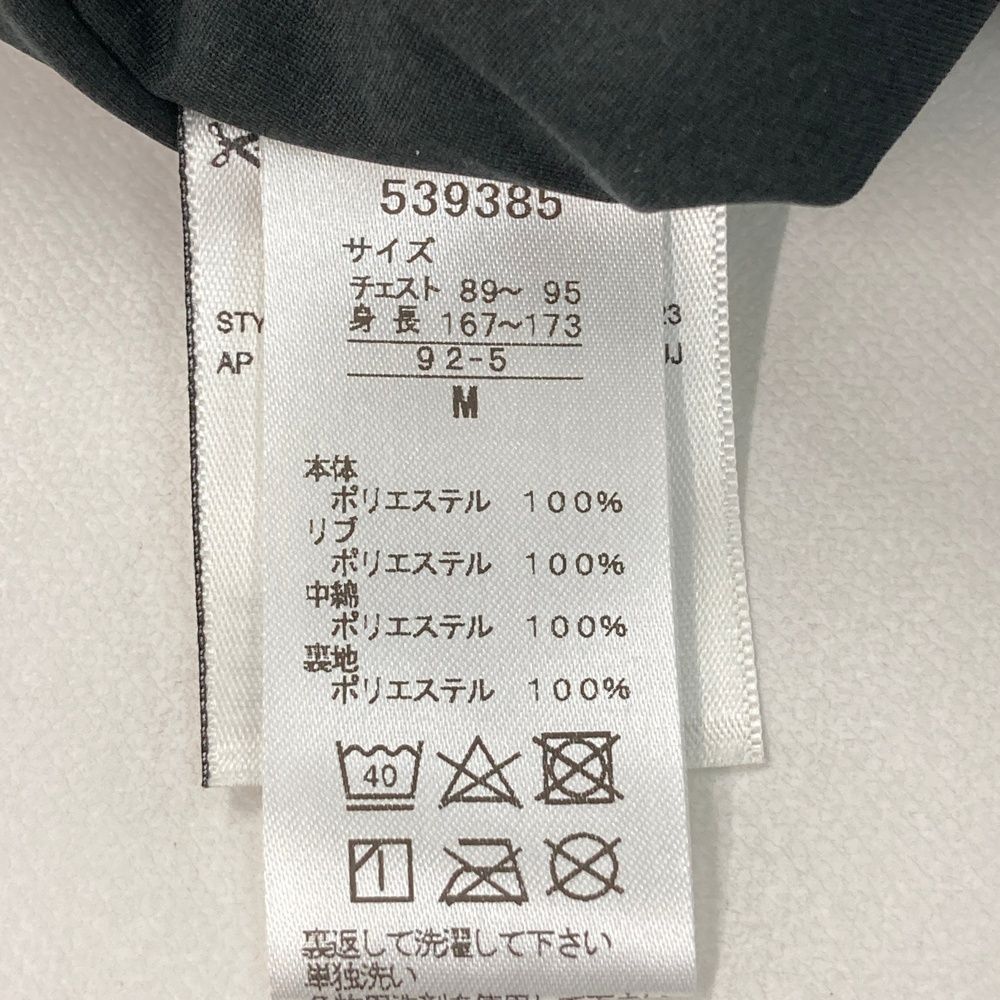 539385
サイズ
チェスト 89～ 95
身 長 167～173
92-5
M
STY
23
AP
本体
ポリエステル 100%
リブ
ポリエステル 100%
中綿
ポリエステル 100%
裏地
ポリエステル 100%
40
裏返して洗濯して下さい
単独洗い